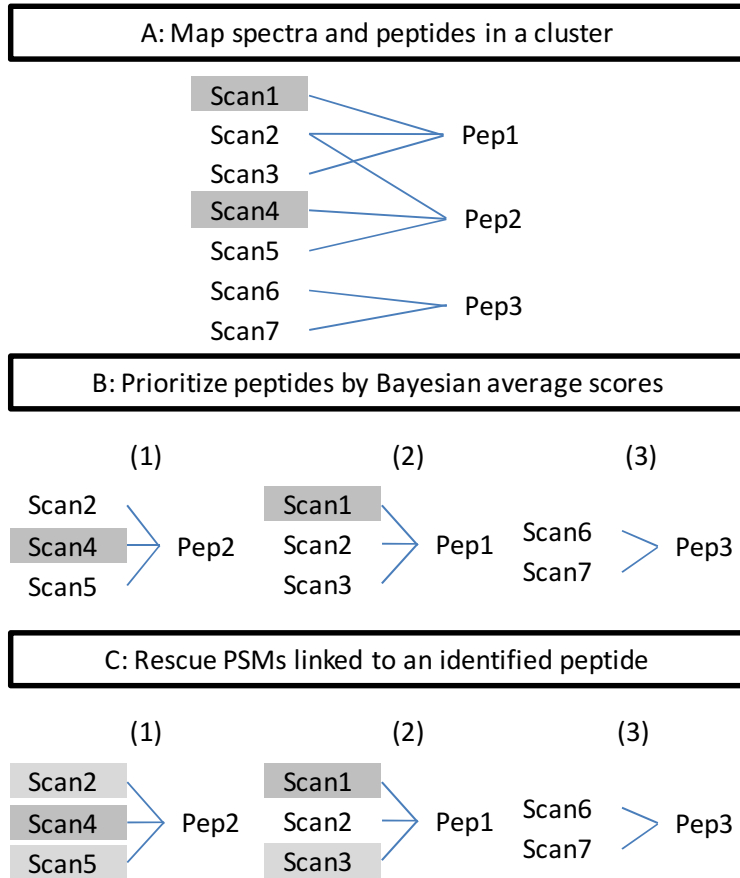 A: Map spectra and peptides in a cluster
Scan1
Scan2
Pep1
Scan3
Scan4
Pep2
Scan5
Scan6
Pep3
Scan7
B: Prioritize peptides by Bayesian average scores
(1) (2) (3)
Scan2
Scan4 Pep2
Scan5
Scan1
Scan2 Pep1
Scan3
Scan6
Pep3
Scan7
C: Rescue PSMs linked to an identified peptide
(1) (2) (3)
Scan2
Scan4 Pep2
Scan5
Scan1
Scan2 Pep1
Scan3
Scan6
Pep3
Scan7